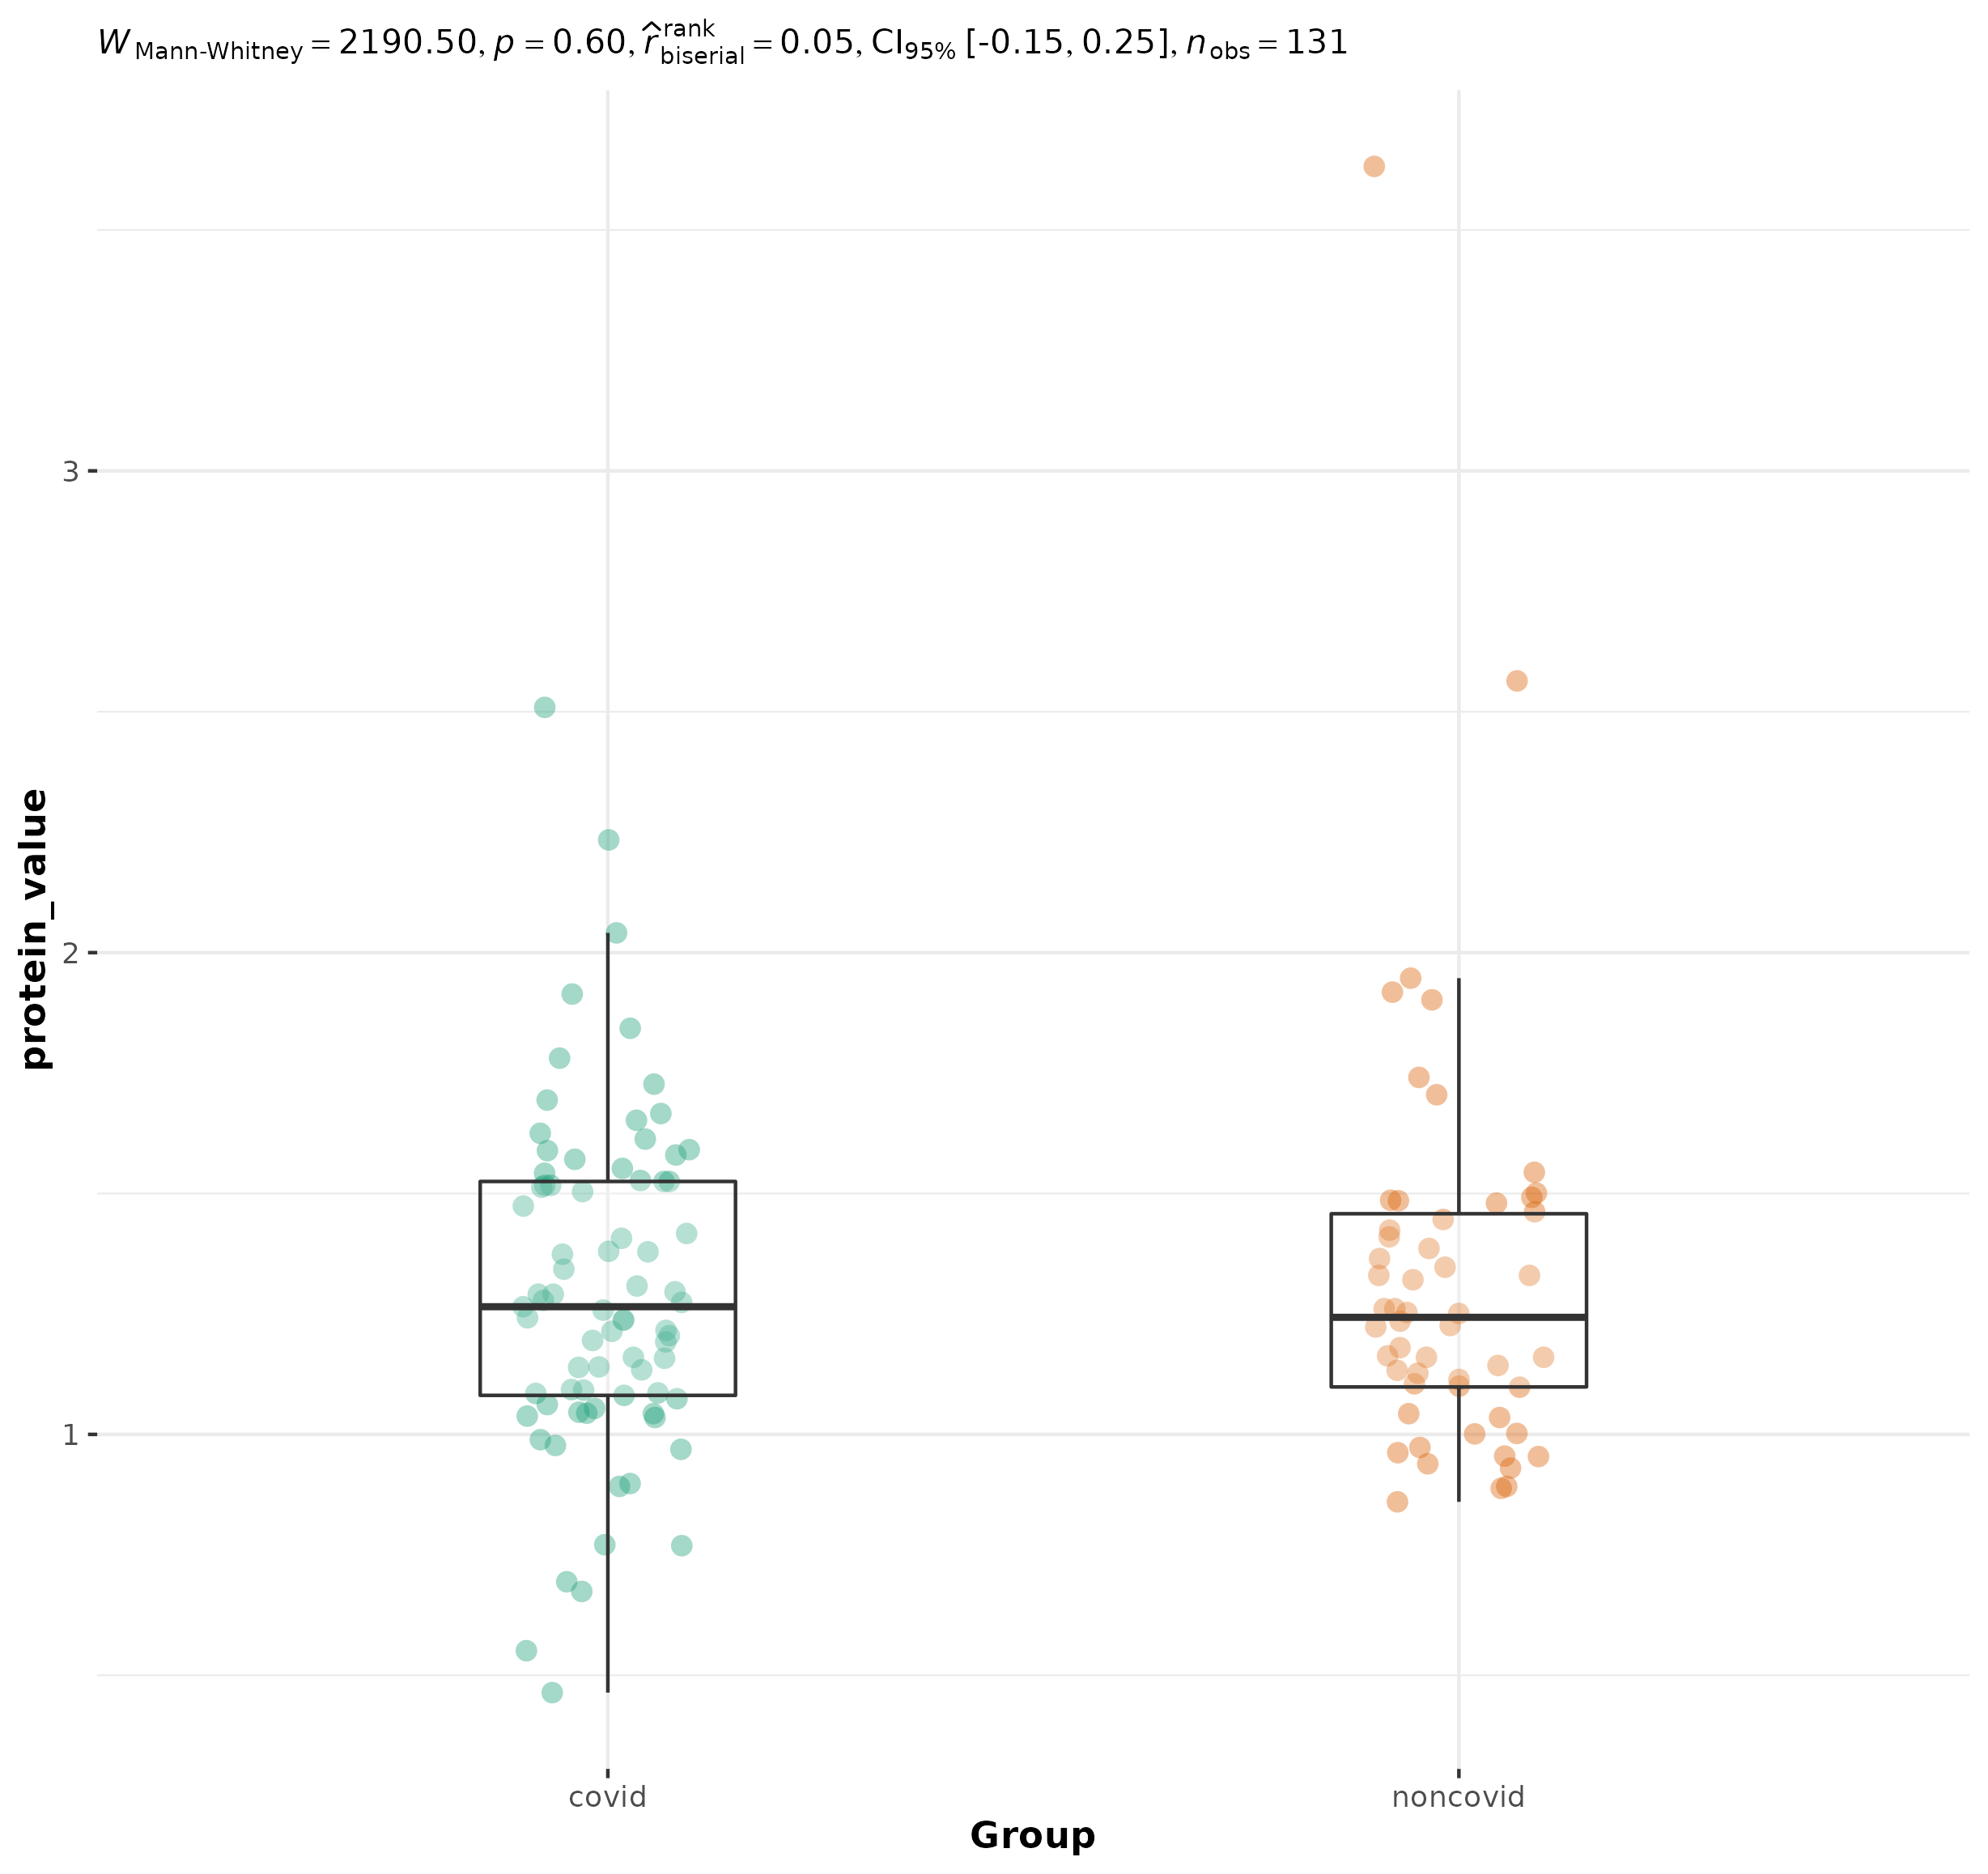 W Mann-Whitney = 2190.50, p = 0.60, r̂ rank biserial = 0.05, CI95% [-0.15, 0.25], n obs = 131
protein_value
3
2
1
covid noncovid
Group